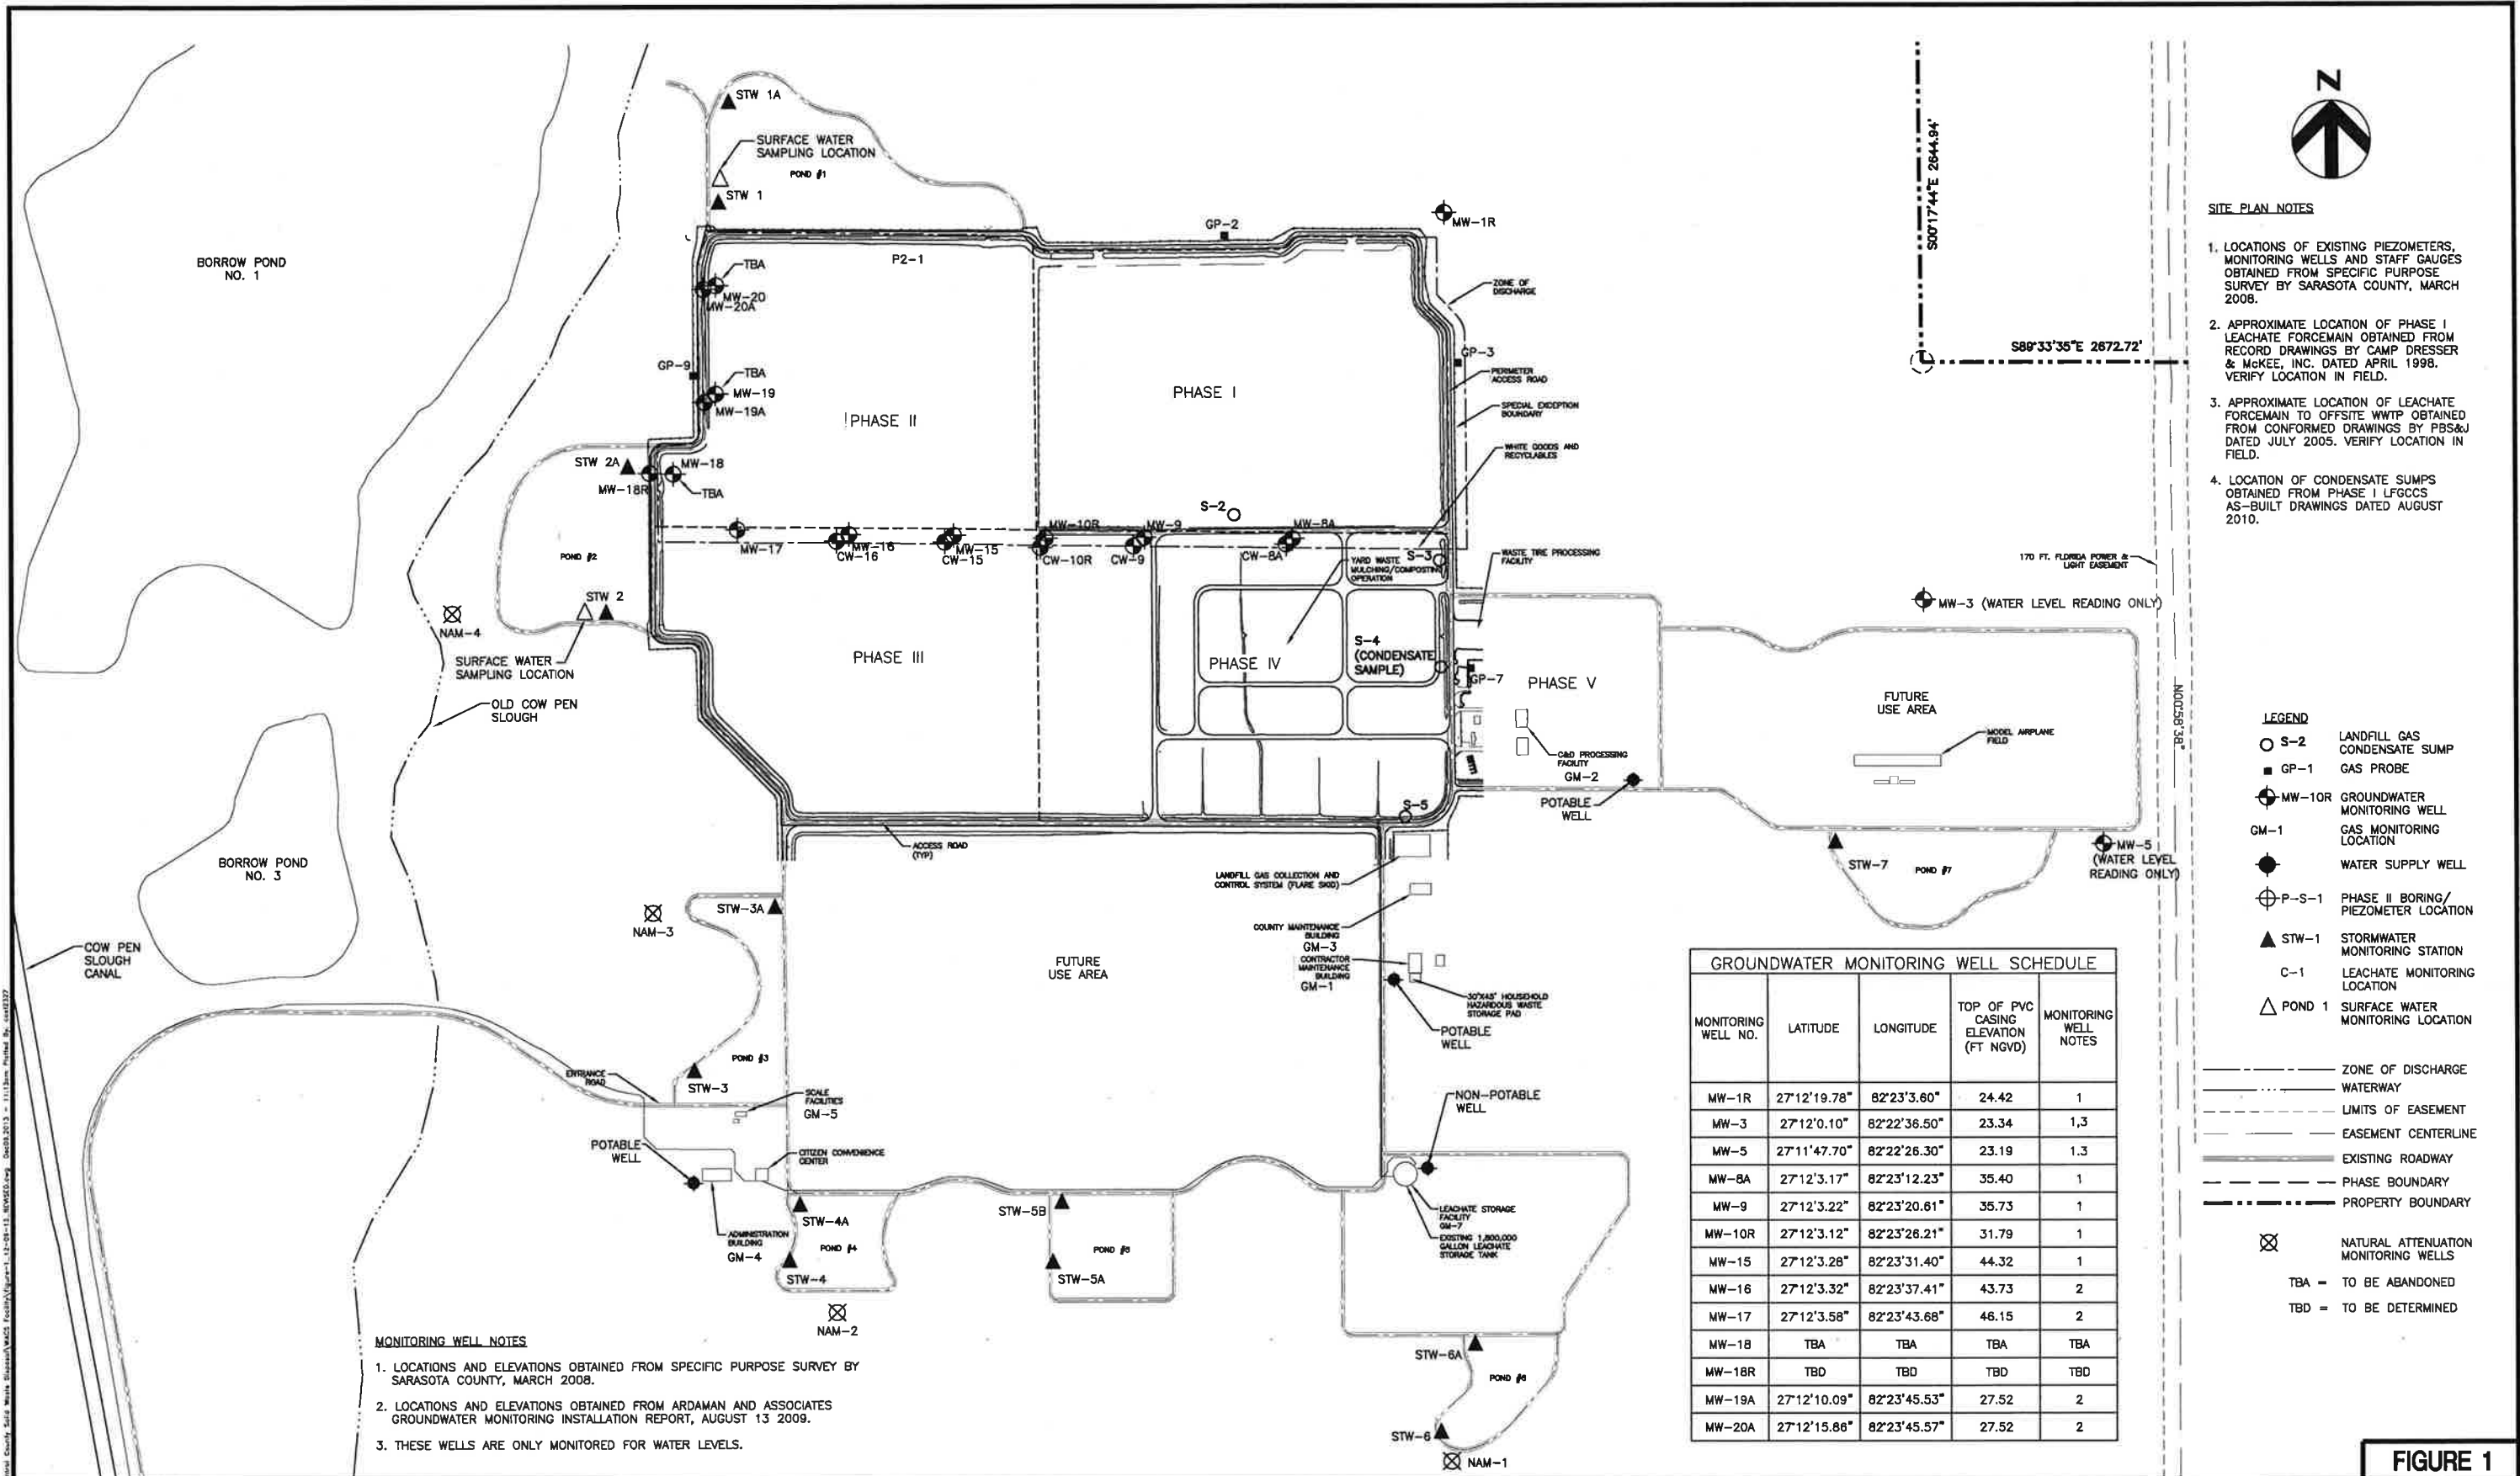 STW 1A
SURFACE WATER
SAMPLING LOCATION
POND #1
STW 1
BORROW POND
NO. 1
P2-1
GP-2
MW-1R
TBA
MW-20
MW-20A
ZONE OF
DISCHARGE
GP-9
TBA
MW-19
MW-19A
PHASE II
PHASE I
GP-3
PERIMETER
ACCESS ROAD
SPECIAL EXCEPTION
BOUNDARY
WHITE GOODS AND
RECYCLABLES
STW 2A
MW-18
MW-18R
TBA
S-2
MW-17
MW-16
CW-16
MW-15
CW-15
MW-10R
CW-10R
MW-9
CW-9
MW-8A
CW-8A
S-3
YARD WASTE
MULCHING/COMPOSTING
OPERATION
WASTE TIRE PROCESSING
FACILITY
POND #2
STW 2
NAM-4
SURFACE WATER
SAMPLING LOCATION
OLD COW PEN
SLOUGH
PHASE III
PHASE IV
S-4
(CONDENSATE
SAMPLE)
GP-7
PHASE V
C&D PROCESSING
FACILITY
GM-2
POTABLE
WELL
S-5
MW-3 (WATER LEVEL READING ONLY)
FUTURE
USE AREA
MODEL AIRPLANE
FIELD
STW-7
POND #7
MW-5
(WATER LEVEL
READING ONLY)
S00°17'44"E 2644.94'
S89°33'35"E 2672.72'
170 FT. FLORIDA POWER &
LIGHT EASEMENT
N00°58'38"
BORROW POND
NO. 3
COW PEN
SLOUGH
CANAL
NAM-3
STW-3A
ACCESS ROAD
(TYP)
LANDFILL GAS COLLECTION AND
CONTROL SYSTEM (FLARE SKID)
COUNTY MAINTENANCE
BUILDING
GM-3
CONTRACTOR
MAINTENANCE
BUILDING
GM-1
30'X45' HOUSEHOLD
HAZARDOUS WASTE
STORAGE PAD
POTABLE
WELL
FUTURE
USE AREA
POND #3
STW-3
ENTRANCE
ROAD
SCALE
FACILITIES
GM-5
POTABLE
WELL
CITIZEN CONVENIENCE
CENTER
ADMINISTRATION
BUILDING
GM-4
STW-4A
POND #4
STW-4
NAM-2
STW-5B
POND #5
STW-5A
NON-POTABLE
WELL
LEACHATE STORAGE
FACILITY
GM-7
EXISTING 1,800,000
GALLON LEACHATE
STORAGE TANK
STW-6A
POND #6
STW-6
NAM-1
MONITORING WELL NOTES
1. LOCATIONS AND ELEVATIONS OBTAINED FROM SPECIFIC PURPOSE SURVEY BY
SARASOTA COUNTY, MARCH 2008.
2. LOCATIONS AND ELEVATIONS OBTAINED FROM ARDAMAN AND ASSOCIATES
GROUNDWATER MONITORING INSTALLATION REPORT, AUGUST 13 2009.
3. THESE WELLS ARE ONLY MONITORED FOR WATER LEVELS.
GROUNDWATER MONITORING WELL SCHEDULE
MONITORING WELL NO. LATITUDE LONGITUDE TOP OF PVC CASING ELEVATION (FT NGVD) MONITORING WELL NOTES
MW-1R 27°12'19.78" 82°23'3.60" 24.42 1
MW-3 27°12'0.10" 82°22'36.50" 23.34 1,3
MW-5 27°11'47.70" 82°22'26.30" 23.19 1.3
MW-8A 27°12'3.17" 82°23'12.23" 35.40 1
MW-9 27°12'3.22" 82°23'20.61" 35.73 1
MW-10R 27°12'3.12" 82°23'26.21" 31.79 1
MW-15 27°12'3.28" 82°23'31.40" 44.32 1
MW-16 27°12'3.32" 82°23'37.41" 43.73 2
MW-17 27°12'3.58" 82°23'43.68" 46.15 2
MW-18 TBA TBA TBA TBA
MW-18R TBD TBD TBD TBD
MW-19A 27°12'10.09" 82°23'45.53" 27.52 2
MW-20A 27°12'15.86" 82°23'45.57" 27.52 2
N
SITE PLAN NOTES
1. LOCATIONS OF EXISTING PIEZOMETERS,
MONITORING WELLS AND STAFF GAUGES
OBTAINED FROM SPECIFIC PURPOSE
SURVEY BY SARASOTA COUNTY, MARCH
2008.
2. APPROXIMATE LOCATION OF PHASE I
LEACHATE FORCEMAIN OBTAINED FROM
RECORD DRAWINGS BY CAMP DRESSER
& McKEE, INC. DATED APRIL 1998.
VERIFY LOCATION IN FIELD.
3. APPROXIMATE LOCATION OF LEACHATE
FORCEMAIN TO OFFSITE WWTP OBTAINED
FROM CONFORMED DRAWINGS BY PBS&J
DATED JULY 2005. VERIFY LOCATION IN
FIELD.
4. LOCATION OF CONDENSATE SUMPS
OBTAINED FROM PHASE I LFGCCS
AS-BUILT DRAWINGS DATED AUGUST
2010.
LEGEND
S-2 LANDFILL GAS
CONDENSATE SUMP
GP-1 GAS PROBE
MW-10R GROUNDWATER
MONITORING WELL
GM-1 GAS MONITORING
LOCATION
WATER SUPPLY WELL
P-S-1 PHASE II BORING/
PIEZOMETER LOCATION
STW-1 STORMWATER
MONITORING STATION
C-1 LEACHATE MONITORING
LOCATION
POND 1 SURFACE WATER
MONITORING LOCATION
ZONE OF DISCHARGE
WATERWAY
LIMITS OF EASEMENT
EASEMENT CENTERLINE
EXISTING ROADWAY
PHASE BOUNDARY
PROPERTY BOUNDARY
NATURAL ATTENUATION
MONITORING WELLS
TBA = TO BE ABANDONED
TBD = TO BE DETERMINED
FIGURE 1